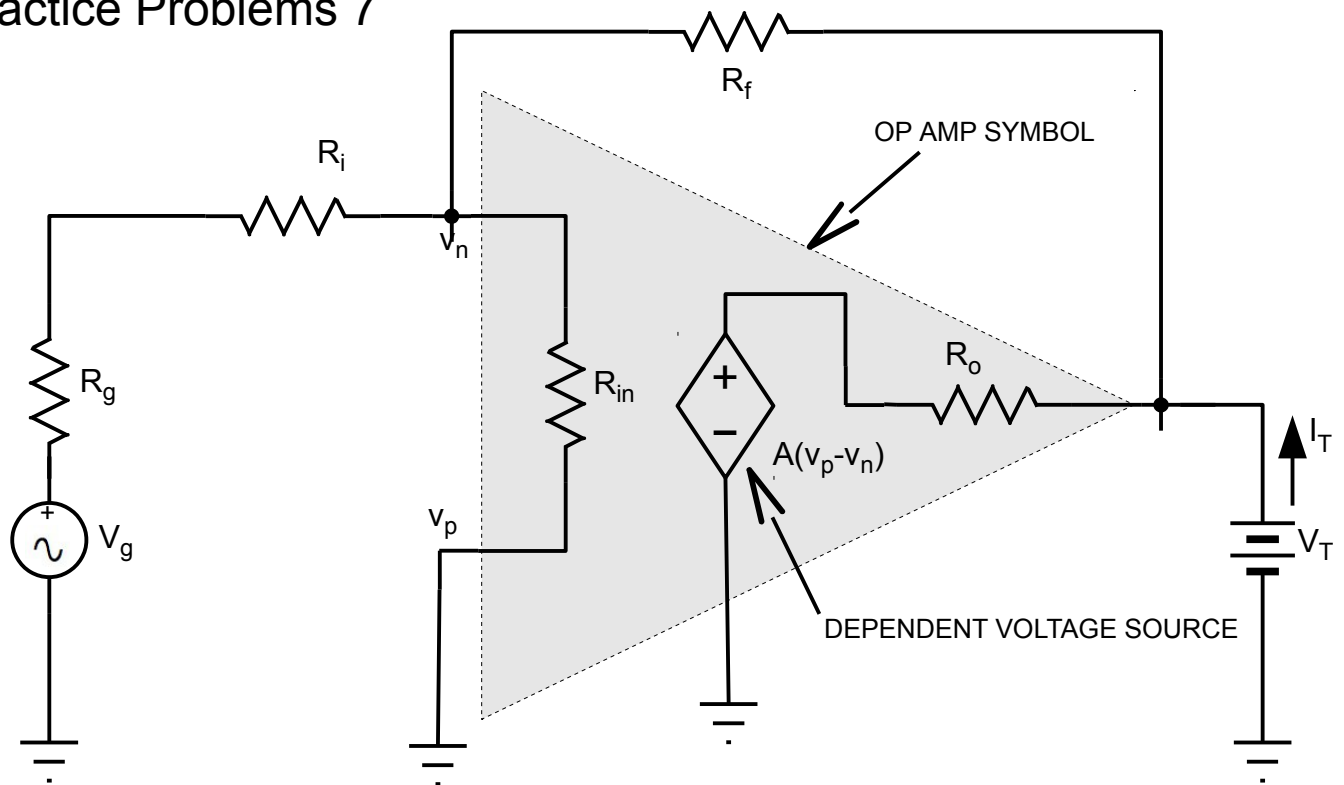 actice Problems 7
Rf
OP AMP SYMBOL
Ri
vn
Ro
Rg
Rin
+
−
A(vp-vn)
IT
vp
+
Vg
VT
DEPENDENT VOLTAGE SOURCE